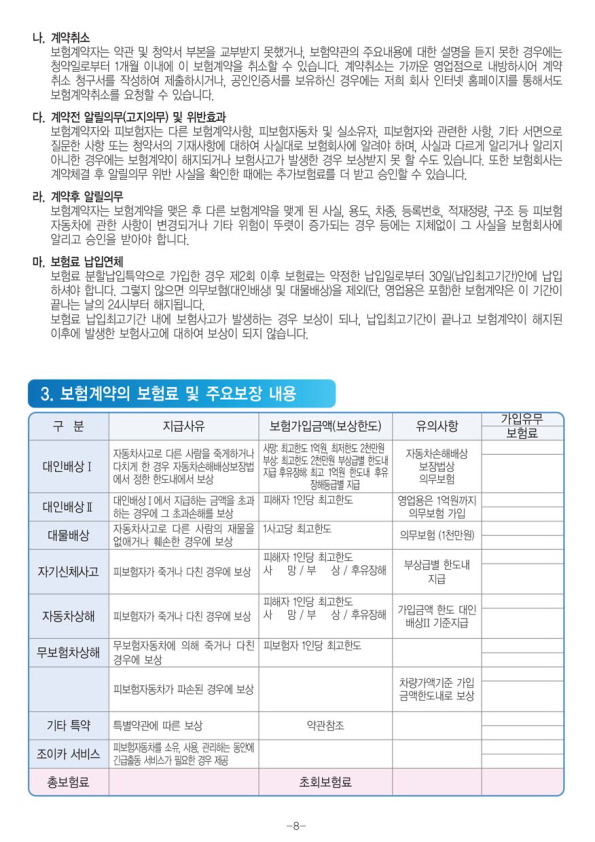 나. 계약취소
보험계약자는 약관 및 청약서 부본을 교부받지 못했거나, 보험약관의 주요내용에 대한 설명을 듣지 못한 경우에는
청약일로부터 1개월 이내에 이 보험계약을 취소할 수 있습니다. 계약취소는 가까운 영업점으로 내방하시어 계약
취소 청구서를 작성하여 제출하시거나, 공인인증서를 보유하신 경우에는 저희 회사 인터넷 홈페이지를 통해서도
보험계약취소를 요청할 수 있습니다.
다. 계약전 알릴의무(고지의무) 및 위반효과
보험계약자와 피보험자는 다른 보험계약사항, 피보험자동차 및 실소유자, 피보험자와 관련한 사항, 기타 서면으로
질문한 사항 또는 청약서의 기재사항에 대하여 사실대로 보험회사에 알려야 하며, 사실과 다르게 알리거나 알리지
아니한 경우에는 보험계약이 해지되거나 보험사고가 발생한 경우 보상받지 못 할 수도 있습니다. 또한 보험회사는
계약체결 후 알릴의무 위반 사실을 확인한 때에는 추가보험료를 더 받고 승인할 수 있습니다.
라. 계약후 알릴의무
보험계약자는 보험계약을 맺은 후 다른 보험계약을 맺게 된 사실, 용도, 차종, 등록번호, 적재정량, 구조 등 피보험
자동차에 관한 사항이 변경되거나 기타 위험이 뚜렷이 증가되는 경우 등에는 지체없이 그 사실을 보험회사에
알리고 승인을 받아야 합니다.
마. 보험료 납입연체
보험료 분할납입특약으로 가입한 경우 제2회 이후 보험료는 약정한 납입일로부터 30일(납입최고기간)안에 납입
하셔야 합니다. 그렇지 않으면 의무보험(대인배상Ⅰ 및 대물배상)을 제외(단, 영업용은 포함)한 보험계약은 이 기간이
끝나는 날의 24시부터 해지됩니다.
보험료 납입최고기간 내에 보험사고가 발생하는 경우 보상이 되나, 납입최고기간이 끝나고 보험계약이 해지된
이후에 발생한 보험사고에 대하여 보상이 되지 않습니다.
3. 보험계약의 보험료 및 주요보장 내용
구 분 지급사유 보험가입금액(보상한도) 유의사항 가입유무
보험료
대인배상Ⅰ
자동차사고로 다른 사람을 죽게하거나
다치게 한 경우 자동차손해배상보장법
에서 정한 한도내에서 보상
사망: 최고한도 1억원, 최저한도 2천만원
부상: 최고한도 2천만원 부상급별 한도내
지급 후유장해: 최고 1억원 한도내 후유
장해등급별 지급
자동차손해배상
보장법상
의무보험
대인배상Ⅱ
대인배상Ⅰ에서 지급하는 금액을 초과
하는 경우에 그 초과손해를 보상
피해자 1인당 최고한도
영업용은 1억원까지
의무보험 가입
대물배상
자동차사고로 다른 사람의 재물을
없애거나 훼손한 경우에 보상
1사고당 최고한도
의무보험 (1천만원)
자기신체사고
피보험자가 죽거나 다친 경우에 보상
피해자 1인당 최고한도
사 망 / 부 상 / 후유장해
부상급별 한도내
지급
자동차상해
피보험자가 죽거나 다친 경우에 보상
피해자 1인당 최고한도
사 망 / 부 상 / 후유장해
가입금액 한도 대인
배상II 기준지급
무보험차상해
무보험자동차에 의해 죽거나 다친
경우에 보상
피보험자 1인당 최고한도
피보험자동차가 파손된 경우에 보상
차량가액기준 가입
금액한도내로 보상
기타 특약 특별약관에 따른 보상 약관참조
조이카 서비스
피보험자동차를 소유, 사용, 관리하는 동안에
긴급출동 서비스가 필요한 경우 제공
총보험료 초회보험료
-8-